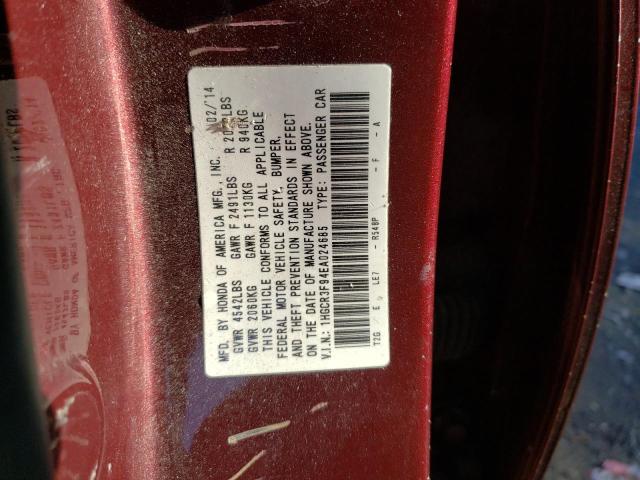 MFD. BY HONDA OF AMERICA MFG., INC. 02/'14
GVWR 4542LBS GAWR F 2491LBS R LBS
GVWR 2060KG GAWR F 1130KG R 940KG
THIS VEHICLE CONFORMS TO ALL APPLICABLE
FEDERAL MOTOR VEHICLE SAFETY, BUMPER,
AND THEFT PREVENTION STANDARDS IN EFFECT
ON THE DATE OF MANUFACTURE SHOWN ABOVE.
V.I.N.: 1HGCR3F94EA024665 TYPE: PASSENGER CAR
T2G E LE7 - R548P - F - A